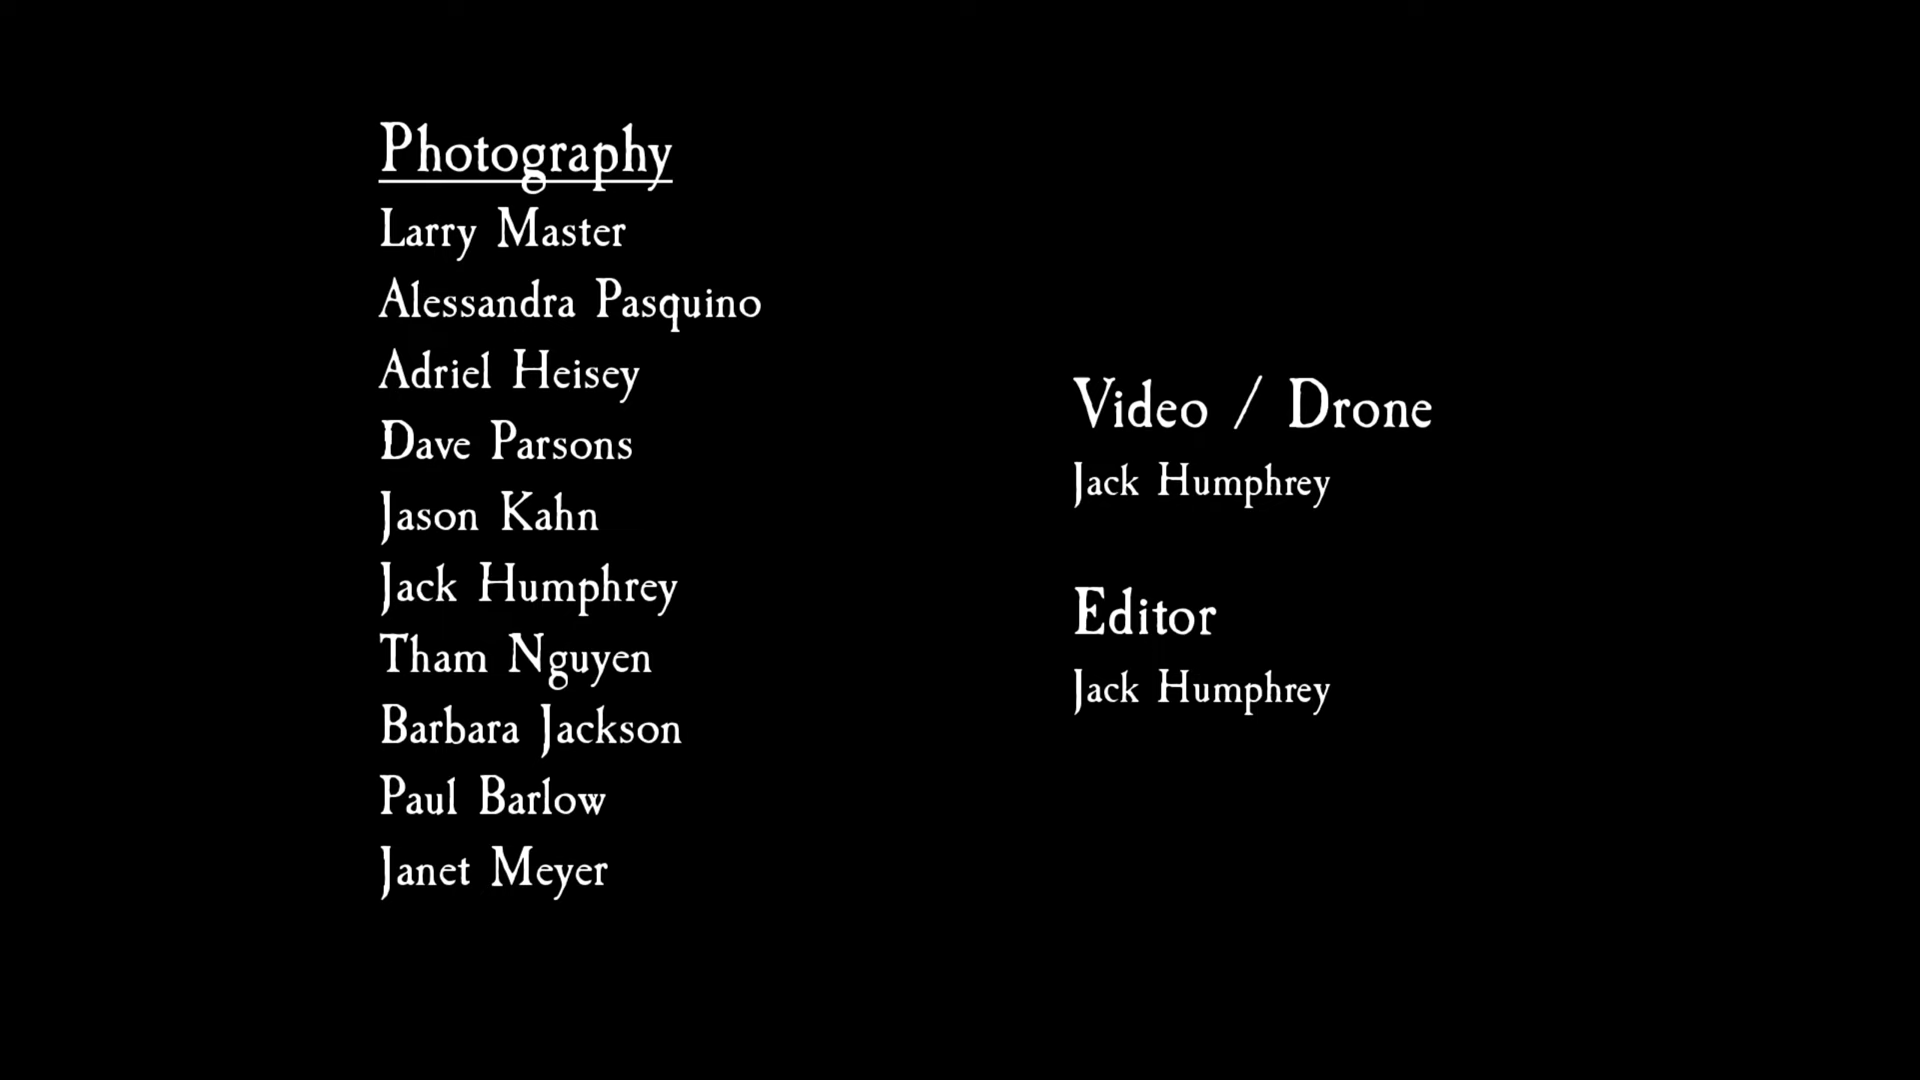 Photography
Larry Master
Alessandra Pasquino
Adriel Heisey
Dave Parsons
Jason Kahn
Jack Humphrey
Tham Nguyen
Barbara Jackson
Paul Barlow
Janet Meyer
Video / Drone
Jack Humphrey
Editor
Jack Humphrey